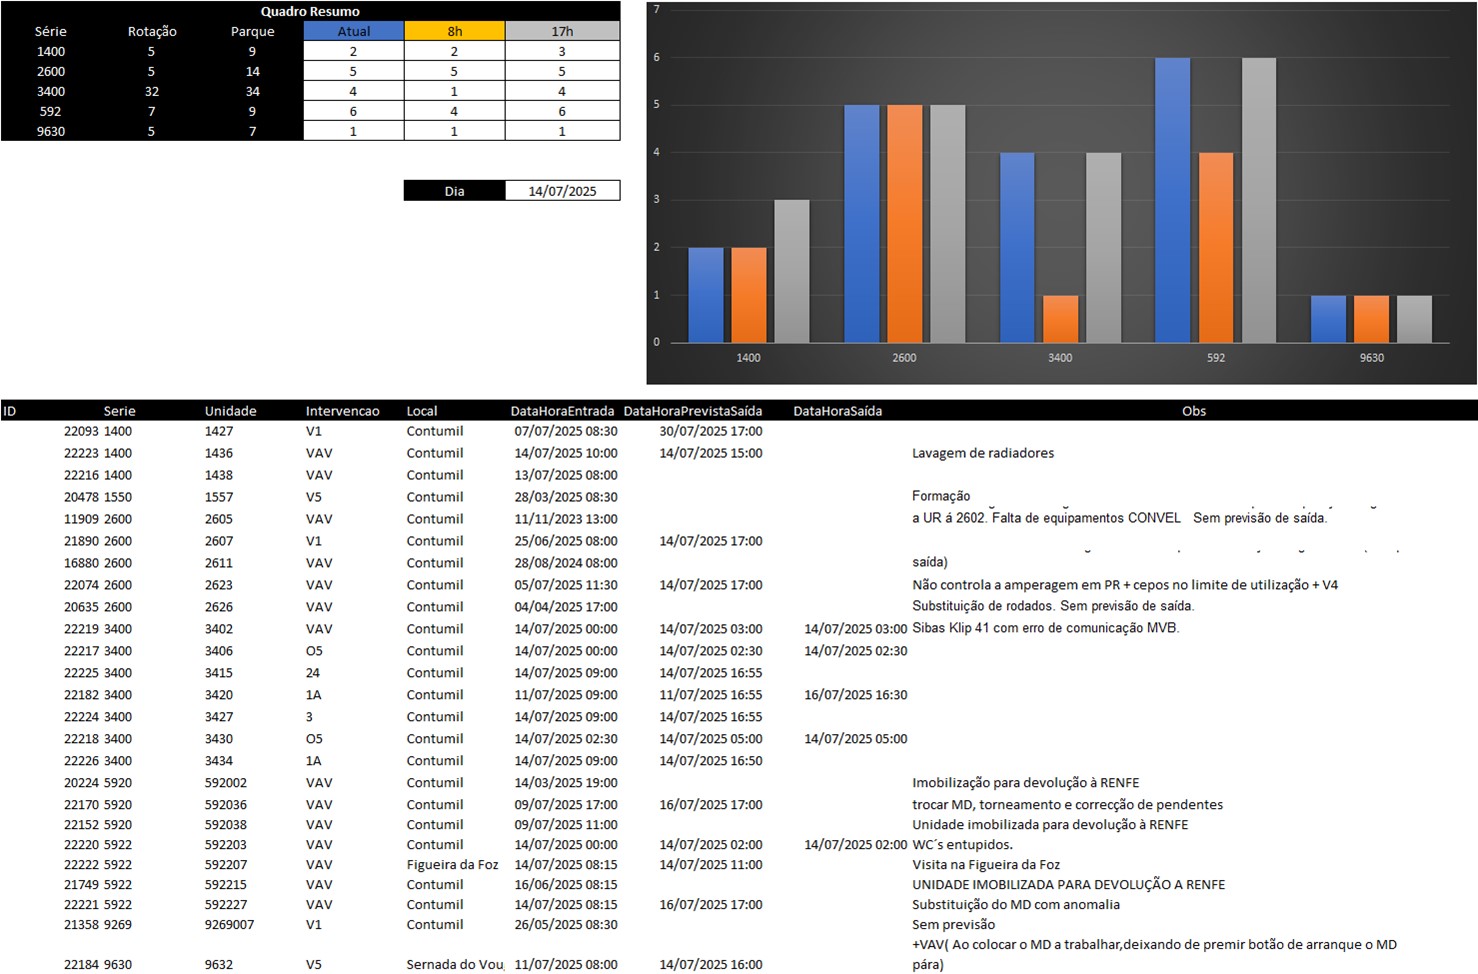 Quadro Resumo
Série Rotação Parque Atual 8h 17h
1400 5 9 2 2 3
2600 5 14 5 5 5
3400 32 34 4 1 4
592 7 9 6 4 6
9630 5 7 1 1 1
Dia 14/07/2025
7
6
5
4
3
2
1
0
1400 2600 3400 592 9630
ID Serie Unidade Intervencao Local DataHoraEntrada DataHoraPrevistaSaída DataHoraSaída Obs
22093 1400 1427 V1 Contumil 07/07/2025 08:30 30/07/2025 17:00
22223 1400 1436 VAV Contumil 14/07/2025 10:00 14/07/2025 15:00 Lavagem de radiadores
22216 1400 1438 VAV Contumil 13/07/2025 08:00
20478 1550 1557 V5 Contumil 28/03/2025 08:30 Formação
11909 2600 2605 VAV Contumil 11/11/2023 13:00 a UR á 2602. Falta de equipamentos CONVEL Sem previsão de saída.
21890 2600 2607 V1 Contumil 25/06/2025 08:00 14/07/2025 17:00
16880 2600 2611 VAV Contumil 28/08/2024 08:00 saída)
22074 2600 2623 VAV Contumil 05/07/2025 11:30 14/07/2025 17:00 Não controla a amperagem em PR + cepos no limite de utilização + V4
20635 2600 2626 VAV Contumil 04/04/2025 17:00 Substituição de rodados. Sem previsão de saída.
22219 3400 3402 VAV Contumil 14/07/2025 00:00 14/07/2025 03:00 14/07/2025 03:00 Sibas Klip 41 com erro de comunicação MVB.
22217 3400 3406 O5 Contumil 14/07/2025 00:00 14/07/2025 02:30 14/07/2025 02:30
22225 3400 3415 24 Contumil 14/07/2025 09:00 14/07/2025 16:55
22182 3400 3420 1A Contumil 11/07/2025 09:00 11/07/2025 16:55 16/07/2025 16:30
22224 3400 3427 3 Contumil 14/07/2025 09:00 14/07/2025 16:55
22218 3400 3430 O5 Contumil 14/07/2025 02:30 14/07/2025 05:00 14/07/2025 05:00
22226 3400 3434 1A Contumil 14/07/2025 09:00 14/07/2025 16:50
20224 5920 592002 VAV Contumil 14/03/2025 19:00 Imobilização para devolução à RENFE
22170 5920 592036 VAV Contumil 09/07/2025 17:00 16/07/2025 17:00 trocar MD, torneamento e correcção de pendentes
22152 5920 592038 VAV Contumil 09/07/2025 11:00 Unidade imobilizada para devolução à RENFE
22220 5922 592203 VAV Contumil 14/07/2025 00:00 14/07/2025 02:00 14/07/2025 02:00 WC´s entupidos.
22222 5922 592207 VAV Figueira da Foz 14/07/2025 08:15 14/07/2025 11:00 Visita na Figueira da Foz
21749 5922 592215 VAV Contumil 16/06/2025 08:15 UNIDADE IMOBILIZADA PARA DEVOLUÇÃO A RENFE
22221 5922 592227 VAV Contumil 14/07/2025 08:15 16/07/2025 17:00 Substituição do MD com anomalia
21358 9269 9269007 V1 Contumil 26/05/2025 08:30 Sem previsão
+VAV( Ao colocar o MD a trabalhar,deixando de premir botão de arranque o MD
22184 9630 9632 V5 Sernada do Vou 11/07/2025 08:00 14/07/2025 16:00 pára)